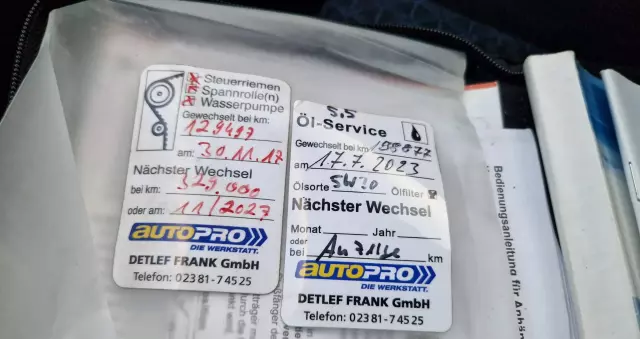 Steuerriemen
Spannrolle(n)
Wasserpumpe
Gewechselt bei km:
129497
am: 30.11.17
Nächster Wechsel
bei km: 329 000
oder am: 11/2027
autoPRO
DIE WERKSTATT.
DETLEF FRANK GmbH
Telefon: 02381-74525
5,5
Öl-Service
Gewechselt bei km
am 17.7.2023
Ölsorte 5W30 Ölfilter
Nächster Wechsel
Monat Jahr
oder
bei Anzeige km
autoPRO
DIE WERKSTATT.
DETLEF FRANK GmbH
Telefon: 02381-74525
Bedienungsanleitung für Anhän